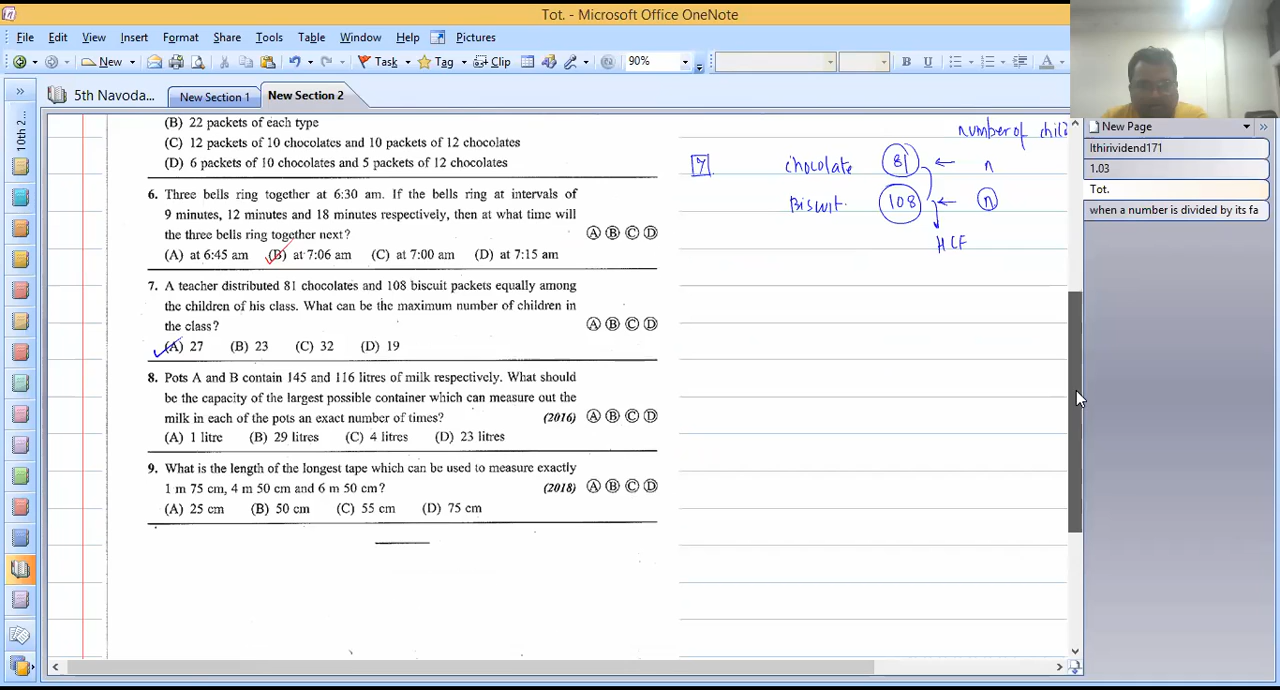 Tot. - Microsoft Office OneNote
File Edit View Insert Format Share Tools Table Window Help Pictures
New Task Tag Clip 90% B U A
5th Navoda... New Section 1 New Section 2
10th 2...
New Page
Ithirividend171
1.03
Tot.
when a number is divided by its fa
(B) 22 packets of each type
(C) 12 packets of 10 chocolates and 10 packets of 12 chocolates
(D) 6 packets of 10 chocolates and 5 packets of 12 chocolates
6. Three bells ring together at 6:30 am. If the bells ring at intervals of
9 minutes, 12 minutes and 18 minutes respectively, then at what time will
the three bells ring together next? Ⓐ Ⓑ Ⓒ Ⓓ
(A) at 6:45 am (B) at 7:06 am (C) at 7:00 am (D) at 7:15 am
7. A teacher distributed 81 chocolates and 108 biscuit packets equally among
the children of his class. What can be the maximum number of children in
the class? Ⓐ Ⓑ Ⓒ Ⓓ
(A) 27 (B) 23 (C) 32 (D) 19
8. Pots A and B contain 145 and 116 litres of milk respectively. What should
be the capacity of the largest possible container which can measure out the
milk in each of the pots an exact number of times? (2016) Ⓐ Ⓑ Ⓒ Ⓓ
(A) 1 litre (B) 29 litres (C) 4 litres (D) 23 litres
9. What is the length of the longest tape which can be used to measure exactly
1 m 75 cm, 4 m 50 cm and 6 m 50 cm? (2018) Ⓐ Ⓑ Ⓒ Ⓓ
(A) 25 cm (B) 50 cm (C) 55 cm (D) 75 cm
number of child
7. chocolate 81 ← n
Biscuit. 108 ← n
HCF